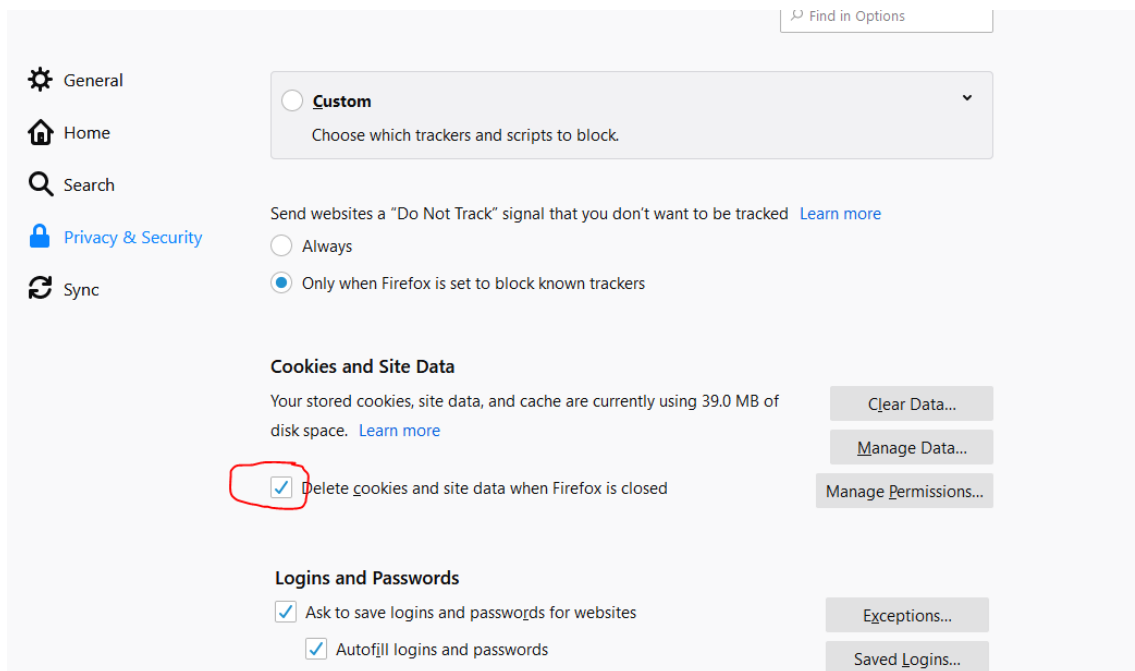 Find in Options
General
Home
Search
Privacy & Security
Sync
Custom
Choose which trackers and scripts to block.
Send websites a “Do Not Track” signal that you don’t want to be tracked Learn more
Always
Only when Firefox is set to block known trackers
Cookies and Site Data
Your stored cookies, site data, and cache are currently using 39.0 MB of
disk space. Learn more
Clear Data...
Manage Data...
Delete cookies and site data when Firefox is closed
Manage Permissions...
Logins and Passwords
Ask to save logins and passwords for websites
Exceptions...
Autofill logins and passwords
Saved Logins...